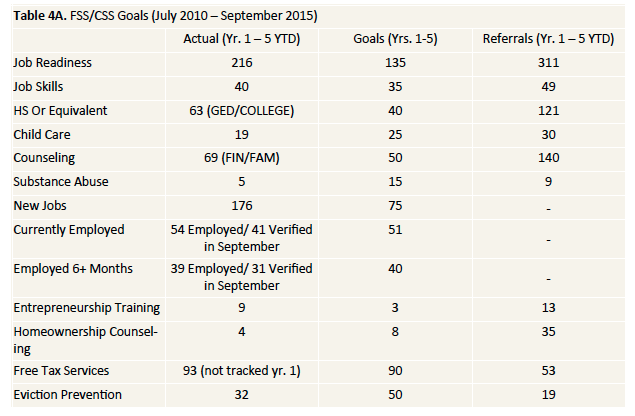 Table 4A. FSS/CSS Goals (July 2010 – September 2015)
Actual (Yr. 1 – 5 YTD) Goals (Yrs. 1-5) Referrals (Yr. 1 – 5 YTD)
Job Readiness 216 135 311
Job Skills 40 35 49
HS Or Equivalent 63 (GED/COLLEGE) 40 121
Child Care 19 25 30
Counseling 69 (FIN/FAM) 50 140
Substance Abuse 5 15 9
New Jobs 176 75 -
Currently Employed 54 Employed/ 41 Verified 51
in September -
Employed 6+ Months 39 Employed/ 31 Verified 40
in September -
Entrepreneurship Training 9 3 13
Homeownership Counsel- 4 8 35
ing
Free Tax Services 93 (not tracked yr. 1) 90 53
Eviction Prevention 32 50 19